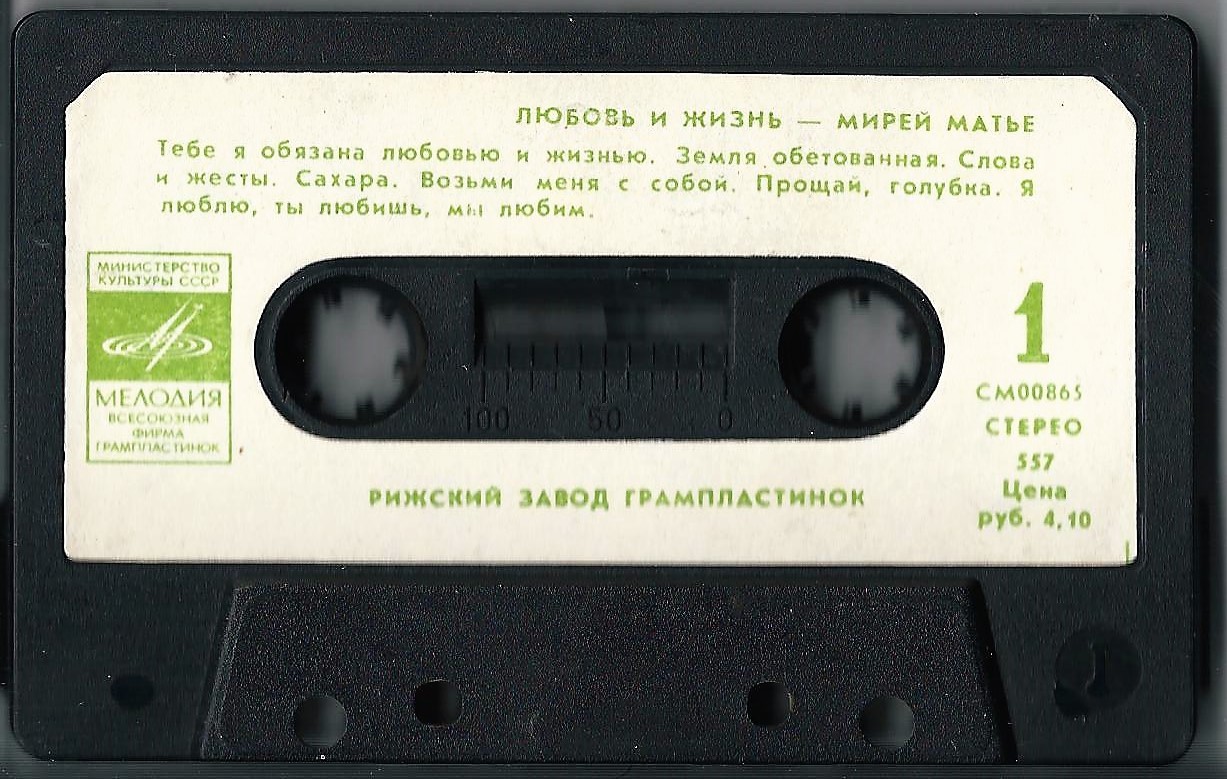 ЛЮБОВЬ И ЖИЗНЬ — МИРЕЙ МАТЬЕ
Тебе я обязана любовью и жизнью. Земля обетованная. Слова
и жесты. Сахара. Возьми меня с собой. Прощай, голубка. Я
люблю, ты любишь, мы любим.
МИНИСТЕРСТВО
КУЛЬТУРЫ СССР
МЕЛОДИЯ
ВСЕСОЮЗНАЯ
ФИРМА
ГРАМПЛАСТИНОК
100 50 0
1
СМ00865
СТЕРЕО
557
Цена
руб. 4,10
РИЖСКИЙ ЗАВОД ГРАМПЛАСТИНОК
1